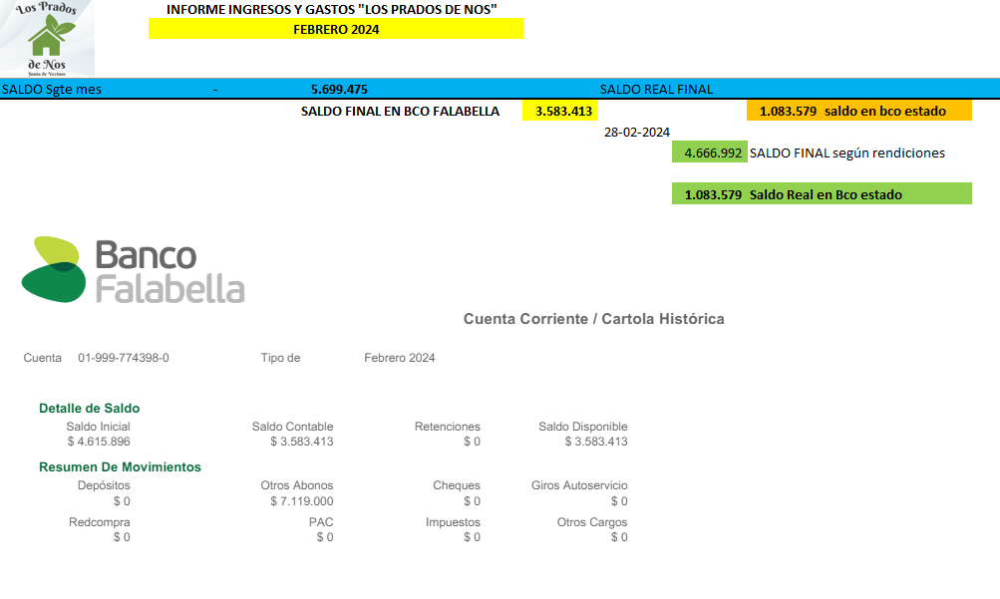 Los Prados
de Nos
Junta de Vecinos
INFORME INGRESOS Y GASTOS "LOS PRADOS DE NOS"
FEBRERO 2024
SALDO Sgte mes - 5.699.475 SALDO REAL FINAL
SALDO FINAL EN BCO FALABELLA 3.583.413 1.083.579 saldo en bco estado
28-02-2024
4.666.992 SALDO FINAL según rendiciones
1.083.579 Saldo Real en Bco estado
Banco
Falabella
Cuenta Corriente / Cartola Histórica
Cuenta 01-999-774398-0 Tipo de Febrero 2024
Detalle de Saldo
Saldo Inicial Saldo Contable Retenciones Saldo Disponible
$ 4.615.896 $ 3.583.413 $ 0 $ 3.583.413
Resumen De Movimientos
Depósitos Otros Abonos Cheques Giros Autoservicio
$ 0 $ 7.119.000 $ 0 $ 0
Redcompra PAC Impuestos Otros Cargos
$ 0 $ 0 $ 0 $ 0